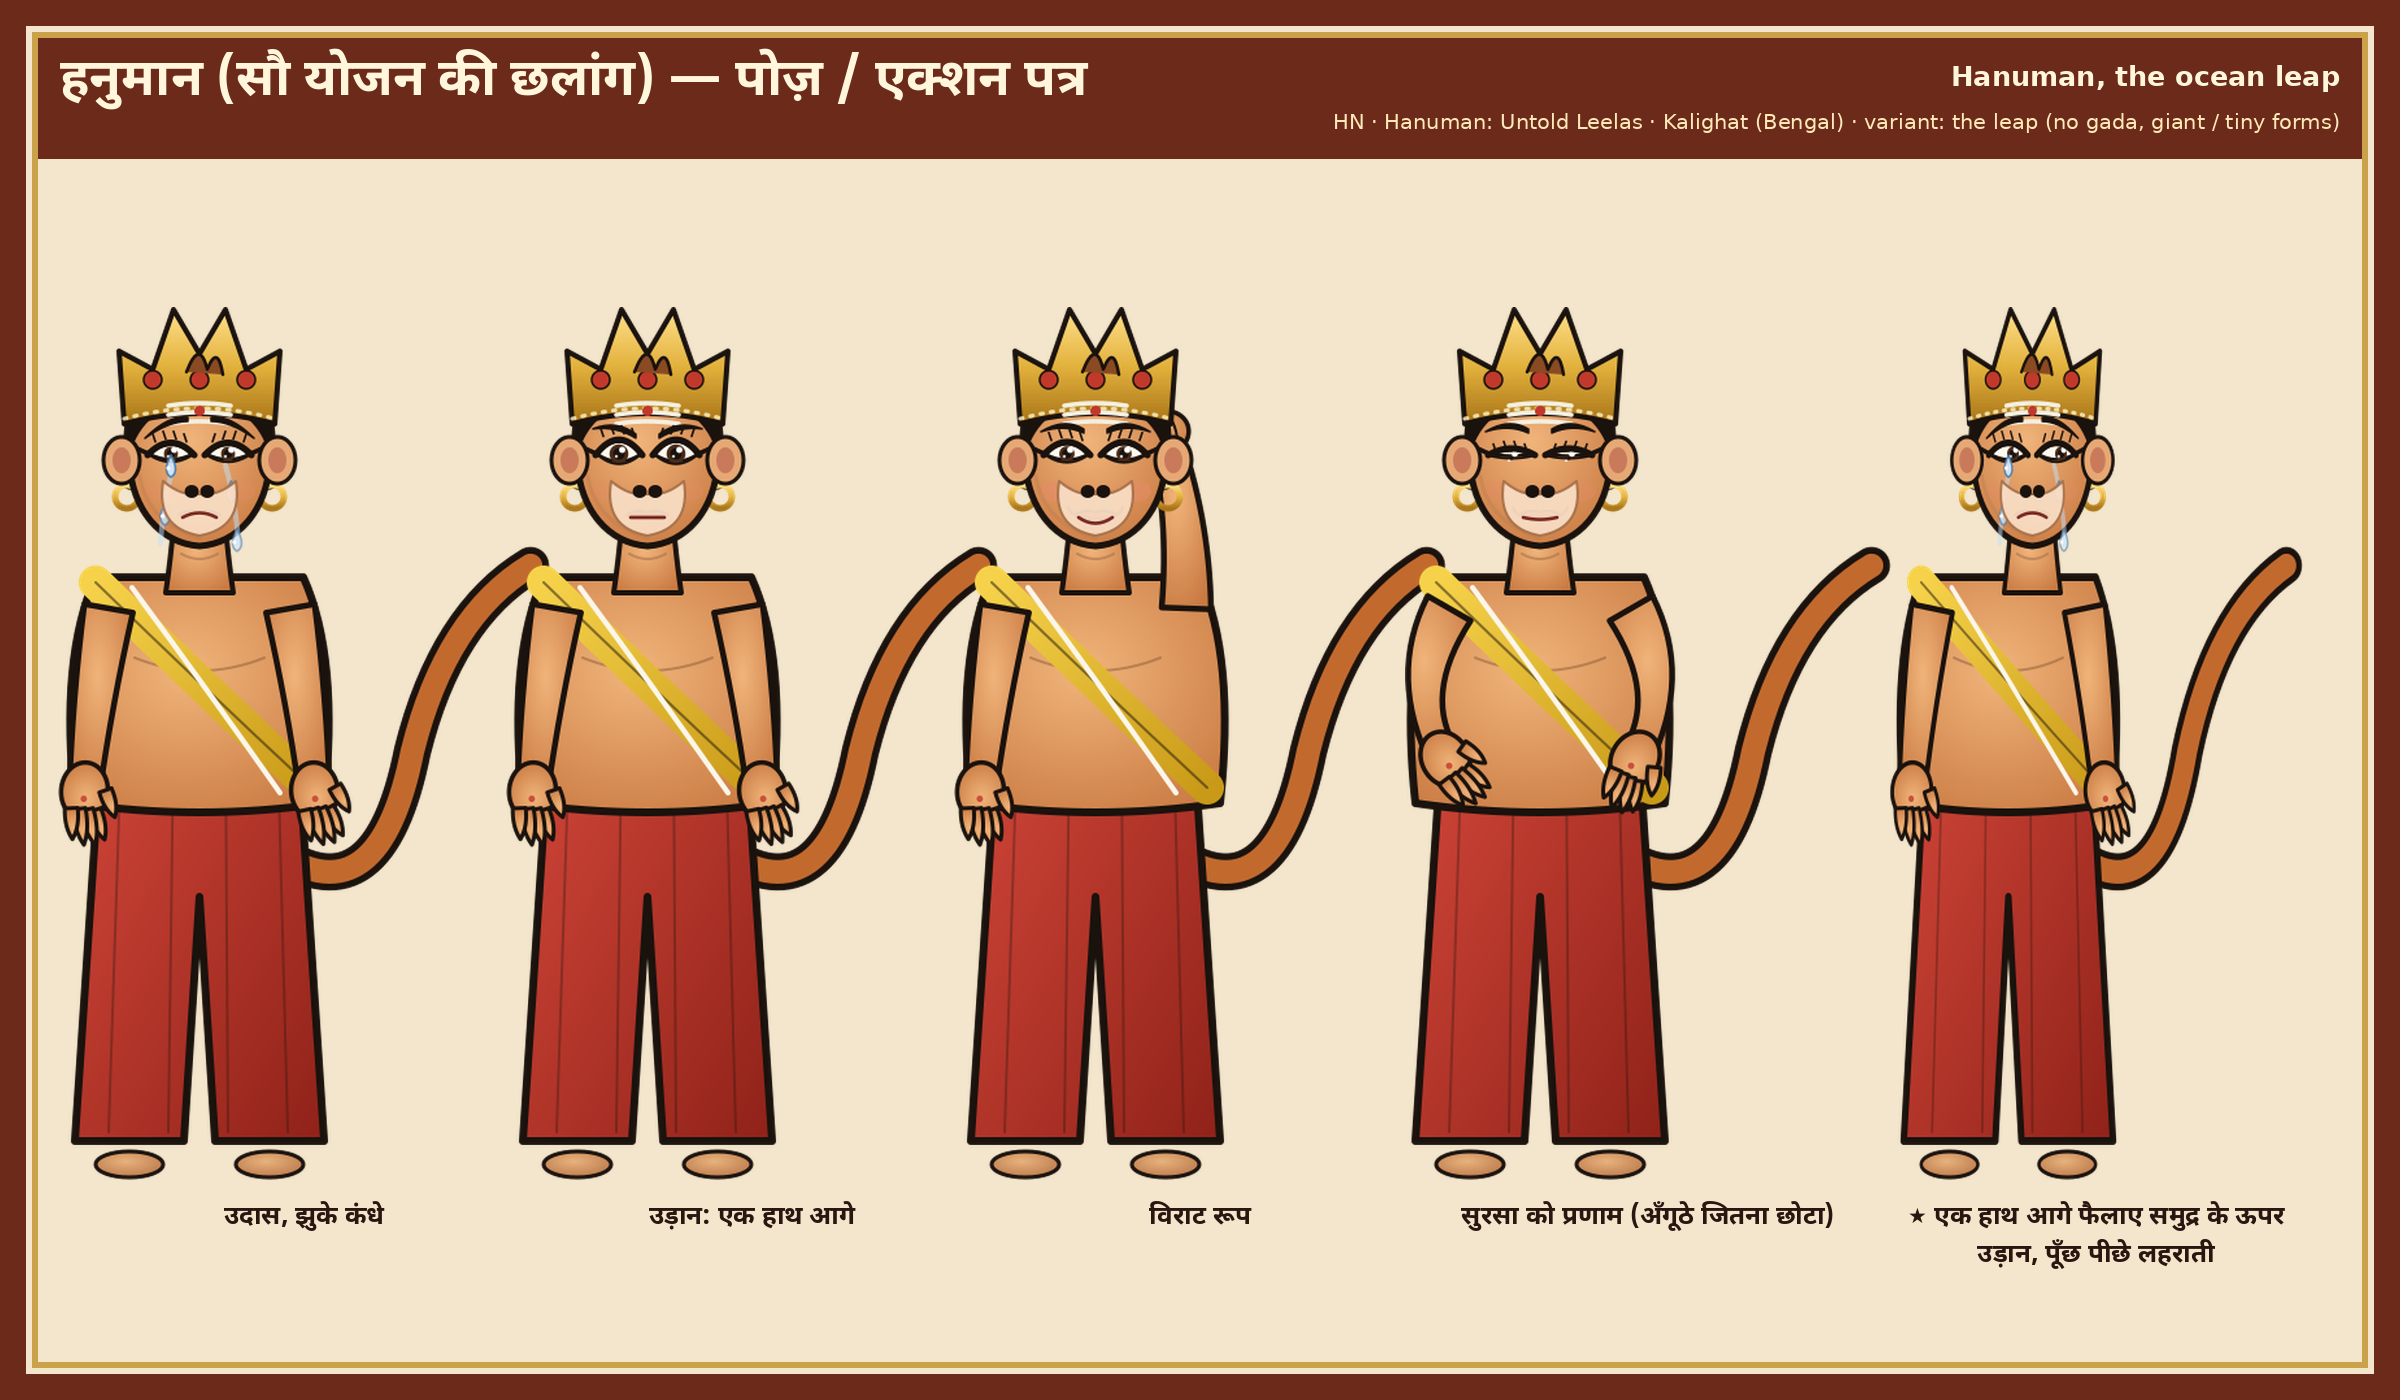 हनुमान (सौ योजन की छलांग) — पोज़ / एक्शन पत्र
Hanuman, the ocean leap
HN · Hanuman: Untold Leelas · Kalighat (Bengal) · variant: the leap (no gada, giant / tiny forms)
उदास, झुके कंधे
उड़ान: एक हाथ आगे
विराट रूप
सुरसा को प्रणाम (अँगूठे जितना छोटा)
★ एक हाथ आगे फैलाए समुद्र के ऊपर
उड़ान, पूँछ पीछे लहराती